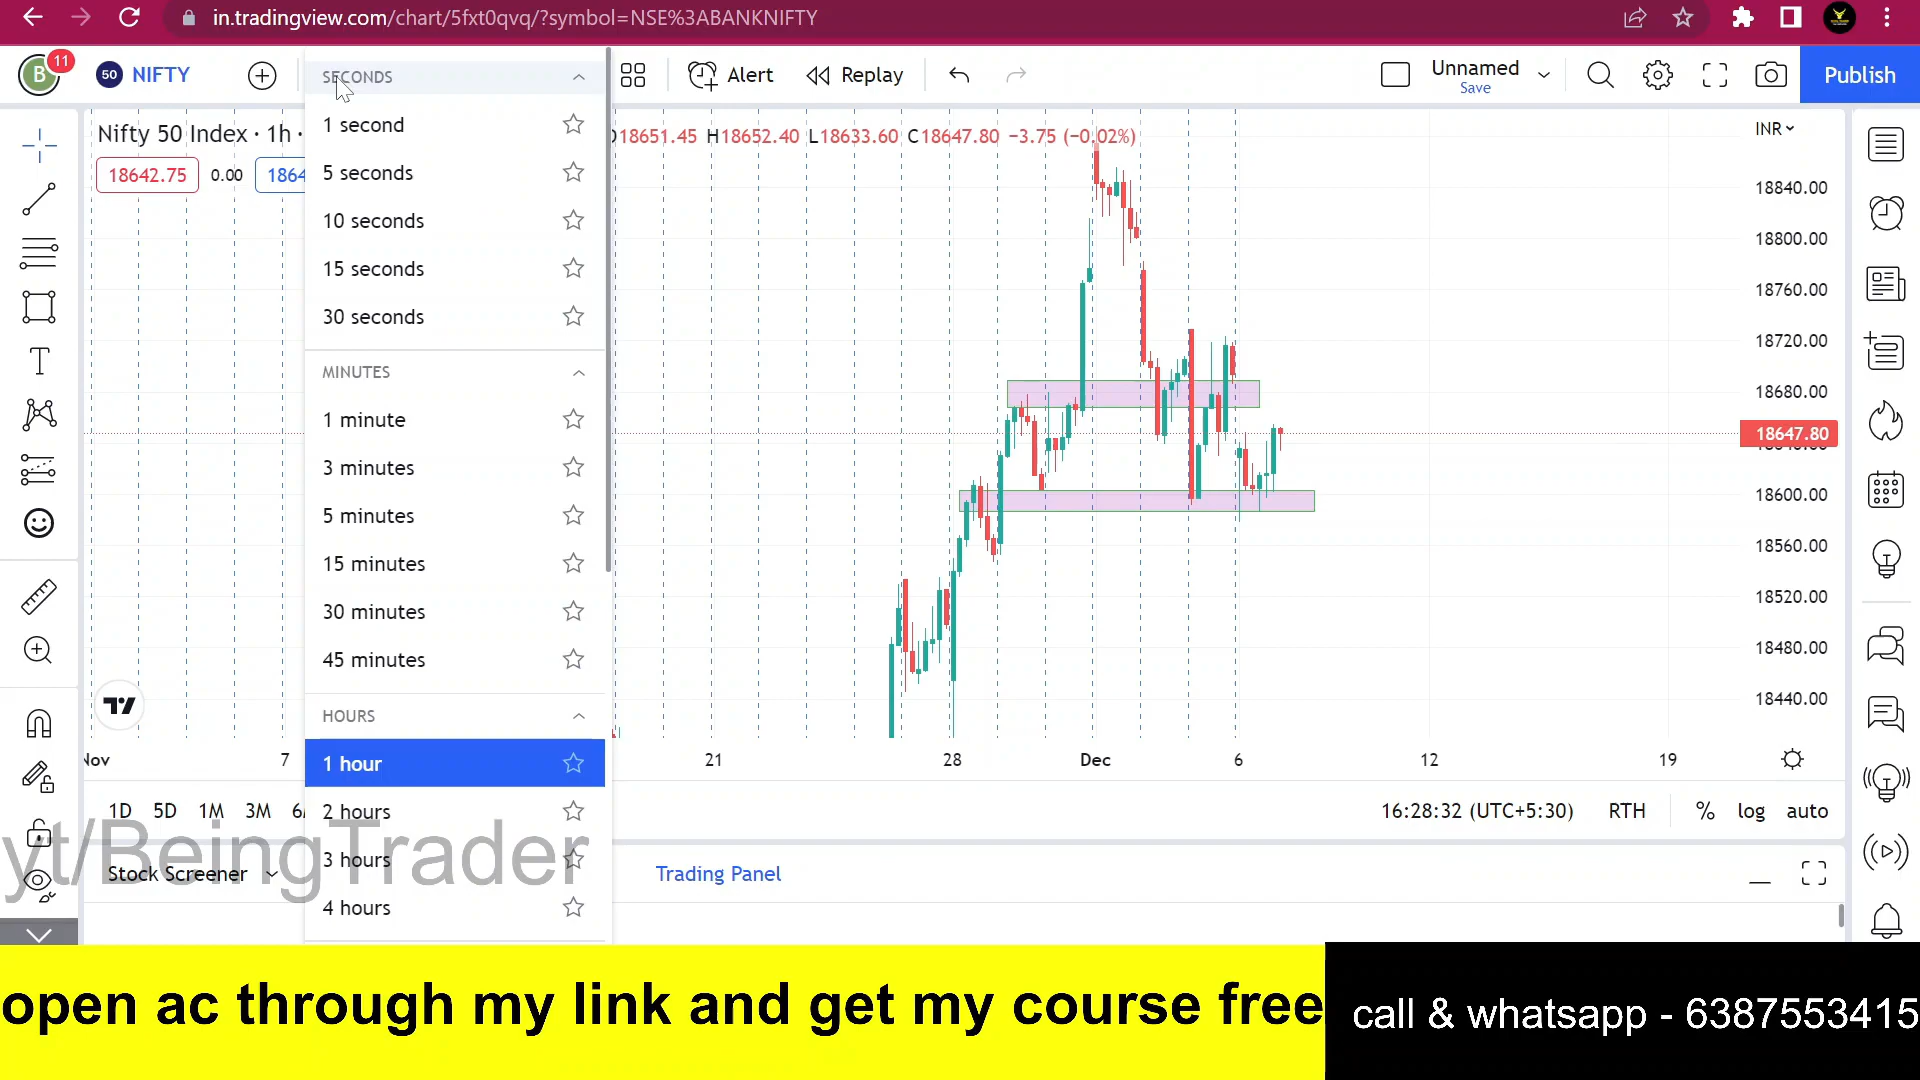 in.tradingview.com/chart/5fxt0qvq/?symbol=NSE%3ABANKNIFTY
B 11 50 NIFTY SECONDS Alert Replay Unnamed Save Publish
1 second
5 seconds
10 seconds
15 seconds
30 seconds
MINUTES
1 minute
3 minutes
5 minutes
15 minutes
30 minutes
45 minutes
HOURS
1 hour
2 hours
3 hours
4 hours
Nifty 50 Index · 1h ·
18651.45 H18652.40 L18633.60 C18647.80 −3.75 (−0.02%)
18642.75 0.00 1864
INR
18840.00
18800.00
18760.00
18720.00
18680.00
18647.80
18600.00
18560.00
18520.00
18480.00
18440.00
Nov 7 21 28 Dec 6 12 19
1D 5D 1M 3M 16:28:32 (UTC+5:30) RTH % log auto
yt/BeingTrader
Stock Screener Trading Panel
open ac through my link and get my course free
call & whatsapp - 6387553415